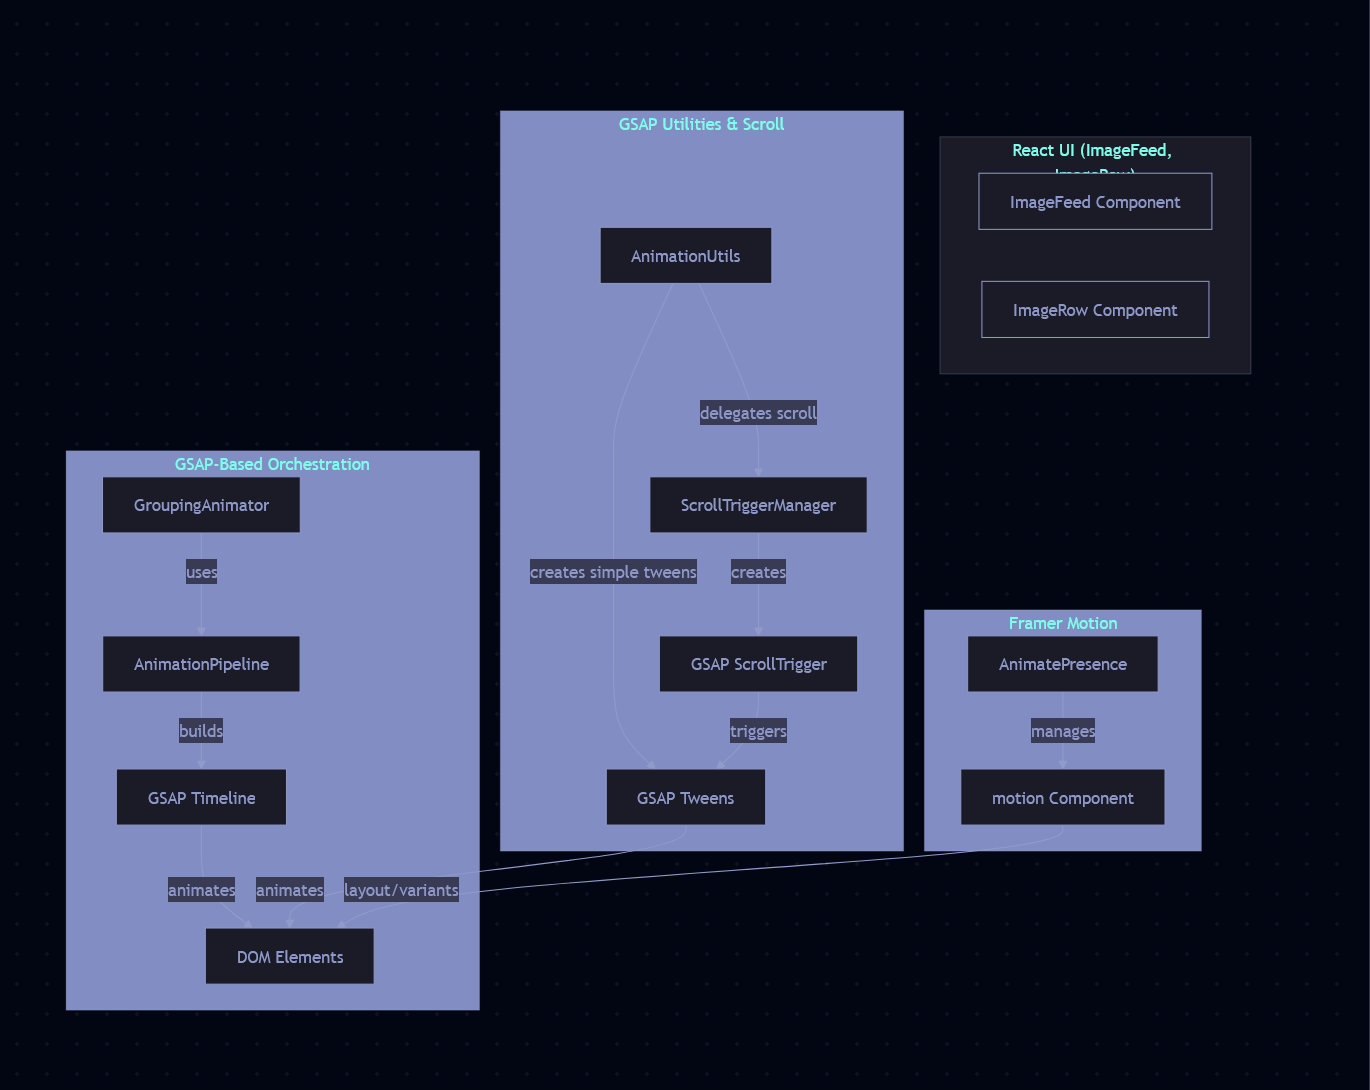 GSAP Utilities & Scroll
AnimationUtils
delegates scroll
ScrollTriggerManager
creates simple tweens
creates
GSAP ScrollTrigger
triggers
GSAP Tweens
React UI (ImageFeed,
ImageRow)
ImageFeed Component
ImageRow Component
GSAP-Based Orchestration
GroupingAnimator
uses
AnimationPipeline
builds
GSAP Timeline
animates
animates
layout/variants
DOM Elements
Framer Motion
AnimatePresence
manages
motion Component